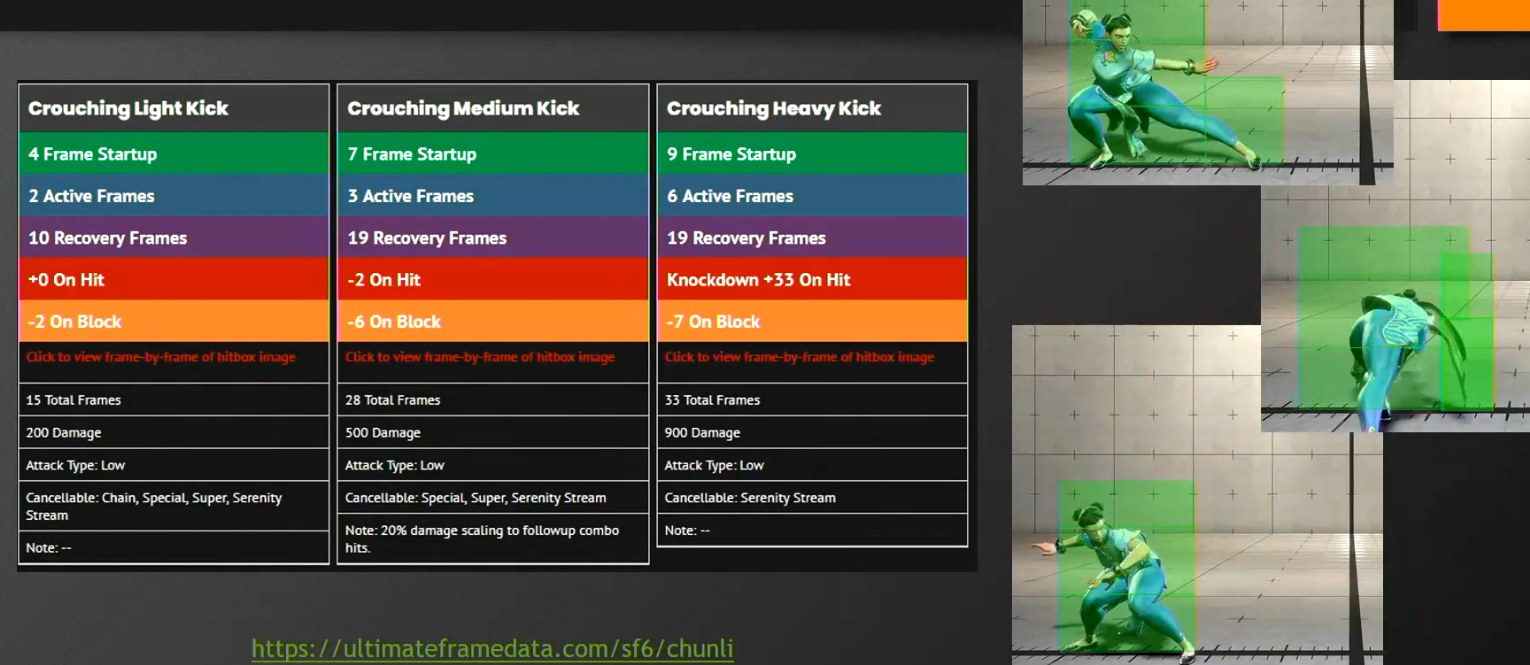 Crouching Light Kick
4 Frame Startup
2 Active Frames
10 Recovery Frames
+0 On Hit
-2 On Block
Click to view frame-by-frame of hitbox image
15 Total Frames
200 Damage
Attack Type: Low
Cancellable: Chain, Special, Super, Serenity
Stream
Note: --
Crouching Medium Kick
7 Frame Startup
3 Active Frames
19 Recovery Frames
-2 On Hit
-6 On Block
Click to view frame-by-frame of hitbox image
28 Total Frames
500 Damage
Attack Type: Low
Cancellable: Special, Super, Serenity Stream
Note: 20% damage scaling to followup combo
hits.
Crouching Heavy Kick
9 Frame Startup
6 Active Frames
19 Recovery Frames
Knockdown +33 On Hit
-7 On Block
Click to view frame-by-frame of hitbox image
33 Total Frames
900 Damage
Attack Type: Low
Cancellable: Serenity Stream
Note: --
https://ultimateframedata.com/sf6/chunli